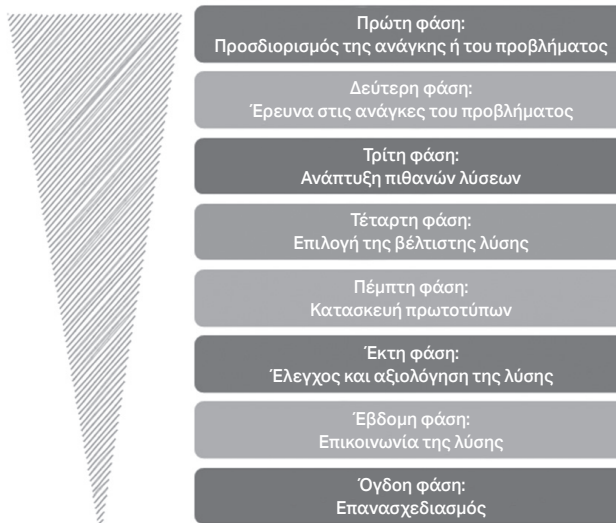 Πρώτη φάση:
Προσδιορισμός της ανάγκης ή του προβλήματος
Δεύτερη φάση:
Έρευνα στις ανάγκες του προβλήματος
Τρίτη φάση:
Ανάπτυξη πιθανών λύσεων
Τέταρτη φάση:
Επιλογή της βέλτιστης λύσης
Πέμπτη φάση:
Κατασκευή πρωτοτύπων
Έκτη φάση:
Έλεγχος και αξιολόγηση της λύσης
Έβδομη φάση:
Επικοινωνία της λύσης
Όγδοη φάση:
Επανασχεδιασμός